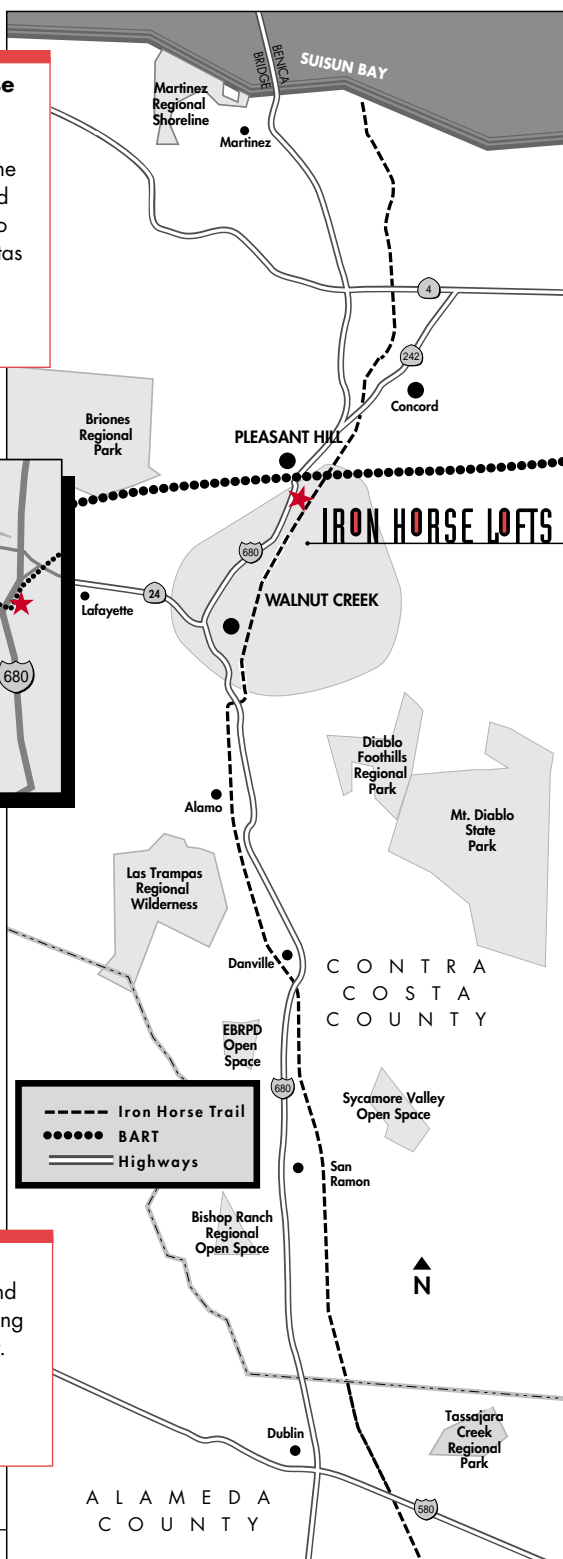 SUISUN BAY
BENICA
BRIDGE
Martinez
Regional
Shoreline
Martinez
4
242
Concord
PLEASANT HILL
Briones
Regional
Park
IRON HORSE LOFTS
680
WALNUT CREEK
24
Lafayette
680
Diablo
Foothills
Regional
Park
Mt. Diablo
State
Park
Alamo
Las Trampas
Regional
Wilderness
Danville
CONTRA
COSTA
COUNTY
EBRPD
Open
Space
680
Sycamore Valley
Open Space
Iron Horse Trail
BART
Highways
San
Ramon
Bishop Ranch
Regional
Open Space
N
Tassajara
Creek
Regional
Park
Dublin
580
ALAMEDA
COUNTY